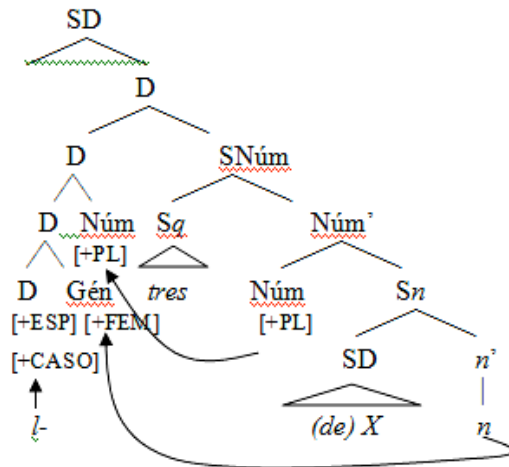 SD
D
D SNúm
D Núm Sq Núm'
[+PL]
D Gén tres Núm Sn
[+ESP] [+FEM] [+PL]
[+CASO] SD n'
l- (de) X n